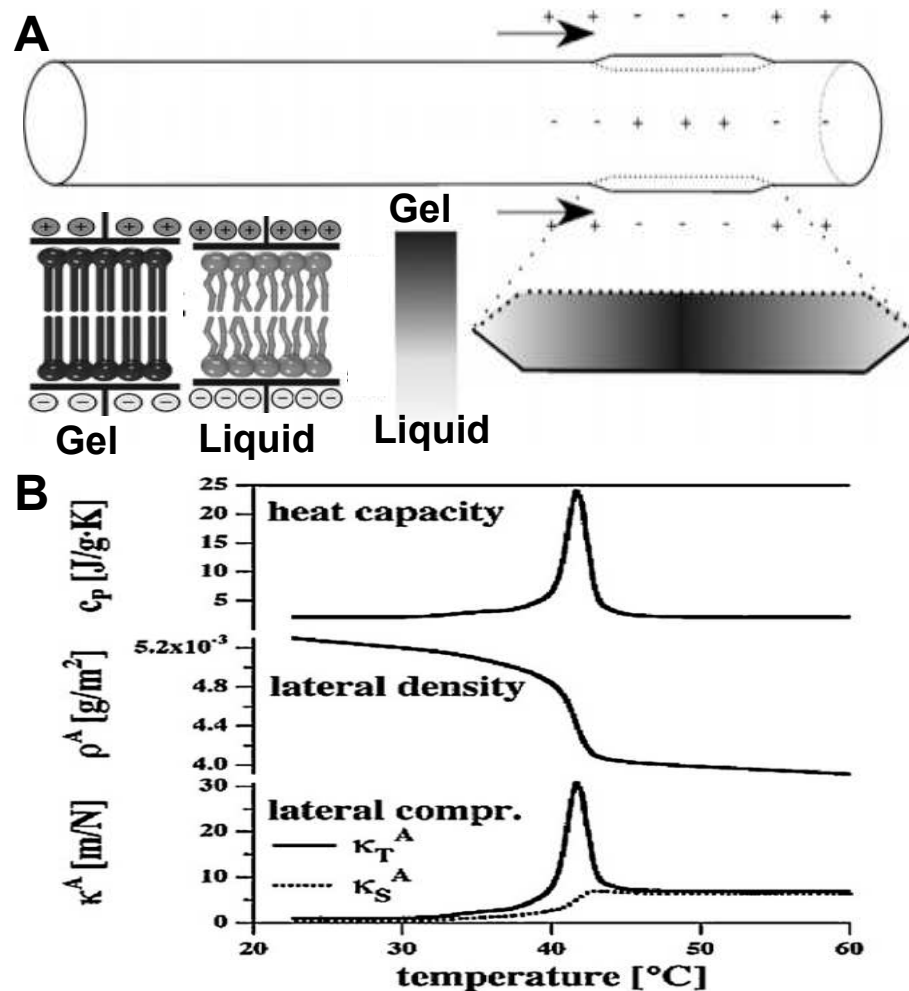 A
+ + - - - + +
- - + + + - -
+ + - - - + +
Gel
+ + + +
+ + + + + +
− − − −
− − − − − −
Gel
Liquid
Liquid
B
heat capacity
c_p [J/g·K]
25
20
15
10
5
lateral density
ρ^A [g/m²]
5.2x10⁻³
4.8
4.4
4.0
lateral compr.
κ_T^A
κ_S^A
κ^A [m/N]
30
20
10
0
20 30 40 50 60
temperature [°C]